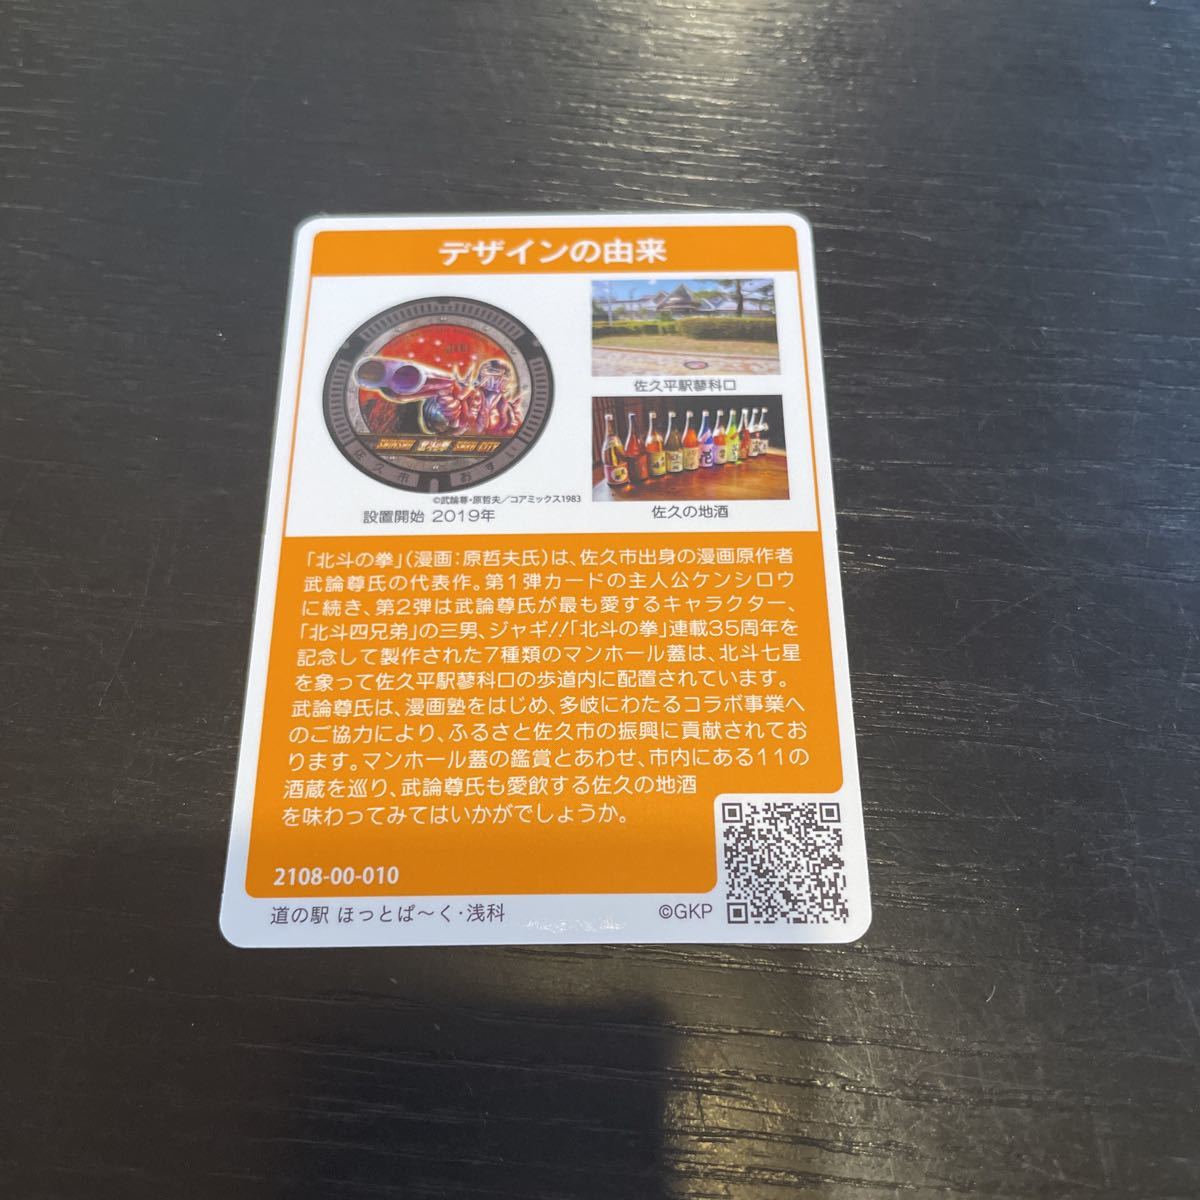 デザインの由来
SHINSHU 北斗の拳 SAKU CITY
佐久市 おすい
©武論尊・原哲夫／コアミックス1983
設置開始 2019年
佐久平駅蓼科口
佐久の地酒
「北斗の拳」(漫画：原哲夫氏)は、佐久市出身の漫画原作者
武論尊氏の代表作。第1弾カードの主人公ケンシロウ
に続き、第2弾は武論尊氏が最も愛するキャラクター、
「北斗四兄弟」の三男、ジャギ!!「北斗の拳」連載35周年を
記念して製作された7種類のマンホール蓋は、北斗七星
を象って佐久平駅蓼科口の歩道内に配置されています。
武論尊氏は、漫画塾をはじめ、多岐にわたるコラボ事業へ
のご協力により、ふるさと佐久市の振興に貢献されてお
ります。マンホール蓋の鑑賞とあわせ、市内にある11の
酒蔵を巡り、武論尊氏も愛飲する佐久の地酒
を味わってみてはいかがでしょうか。
2108-00-010
道の駅 ほっとぱ〜く・浅科
©GKP